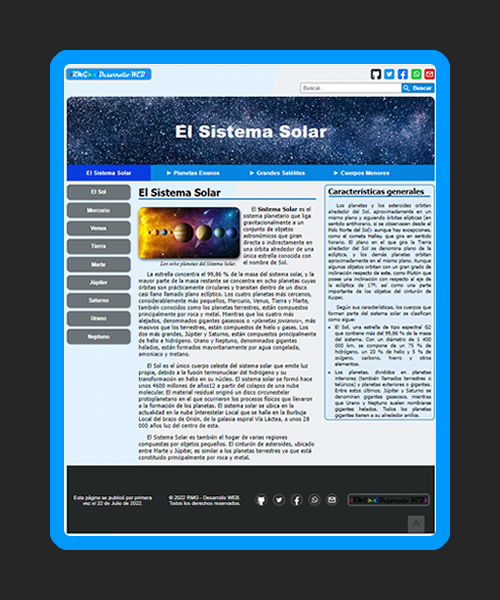 RMG Desarrollo WEB
Buscar...
Buscar
El Sistema Solar
El Sistema Solar
Planetas Enanos
Grandes Satélites
Cuerpos Menores
El Sol
Mercurio
Venus
Tierra
Marte
Júpiter
Saturno
Urano
Neptuno
El Sistema Solar
El Sistema Solar es el
sistema planetario que liga
gravitacionalmente a un
conjunto de objetos
astronómicos que giran
directa o indirectamente en
una órbita alrededor de una
única estrella conocida con
el nombre de Sol.
Los ocho planetas del Sistema Solar.
La estrella concentra el 99,86 % de la masa del sistema solar, y la
mayor parte de la masa restante se concentra en ocho planetas cuyas
órbitas son prácticamente circulares y transitan dentro de un disco
casi llano llamado plano eclíptico. Los cuatro planetas más cercanos,
considerablemente más pequeños, Mercurio, Venus, Tierra y Marte,
también conocidos como los planetas terrestres, están compuestos
principalmente por roca y metal. Mientras que los cuatro más
alejados, denominados gigantes gaseosos o «planetas jovianos», más
masivos que los terrestres, están compuestos de hielo y gases. Los
dos más grandes, Júpiter y Saturno, están compuestos principalmente
de helio e hidrógeno. Urano y Neptuno, denominados gigantes
helados, están formados mayoritariamente por agua congelada,
amoniaco y metano.
El Sol es el único cuerpo celeste del sistema solar que emite luz
propia, debido a la fusión termonuclear del hidrógeno y su
transformación en helio en su núcleo. El sistema solar se formó hace
unos 4600 millones de años12 a partir del colapso de una nube
molecular. El material residual originó un disco circumestelar
protoplanetario en el que ocurrieron los procesos físicos que llevaron
a la formación de los planetas. El sistema solar se ubica en la
actualidad en la nube Interestelar Local que se halla en la Burbuja
Local del brazo de Orión, de la galaxia espiral Vía Láctea, a unos 28
000 años luz del centro de esta.
El Sistema Solar es también el hogar de varias regiones
compuestas por objetos pequeños. El cinturón de asteroides, ubicado
entre Marte y Júpiter, es similar a los planetas terrestres ya que está
constituido principalmente por roca y metal.
Características generales
Los planetas y los asteroides orbitan
alrededor del Sol, aproximadamente en un
mismo plano y siguiendo órbitas elípticas (en
sentido antihorario, si se observasen desde el
Polo Norte del Sol); aunque hay excepciones,
como el cometa Halley, que gira en sentido
horario. El plano en el que gira la Tierra
alrededor del Sol se denomina plano de la
eclíptica, y los demás planetas orbitan
aproximadamente en el mismo plano. Aunque
algunos objetos orbitan con un gran grado de
inclinación respecto de este, como Plutón que
posee una inclinación con respecto al eje de
la eclíptica de 17º, así como una parte
importante de los objetos del cinturón de
Kuiper.
Según sus características, los cuerpos que
forman parte del sistema solar se clasifican
como sigue:
El Sol, una estrella de tipo espectral G2
que contiene más del 99,86 % de la masa
del sistema. Con un diámetro de 1 400
000 km, se compone de un 75 % de
hidrógeno, un 20 % de helio y 5 % de
oxígeno, carbono, hierro y otros
elementos.
Los planetas, divididos en planetas
interiores (también llamados terrestres o
telúricos) y planetas exteriores o gigantes.
Entre estos últimos, Júpiter y Saturno se
denominan gigantes gaseosos, mientras
que Urano y Neptuno suelen nombrarse
gigantes helados. Todos los planetas
gigantes tienen a su alrededor anillos.
Esta página se publicó por primera
vez el 22 de Julio de 2022.
© 2022 RMG - Desarrollo WEB.
Todos los derechos reservados.
RMG Desarrollo WEB